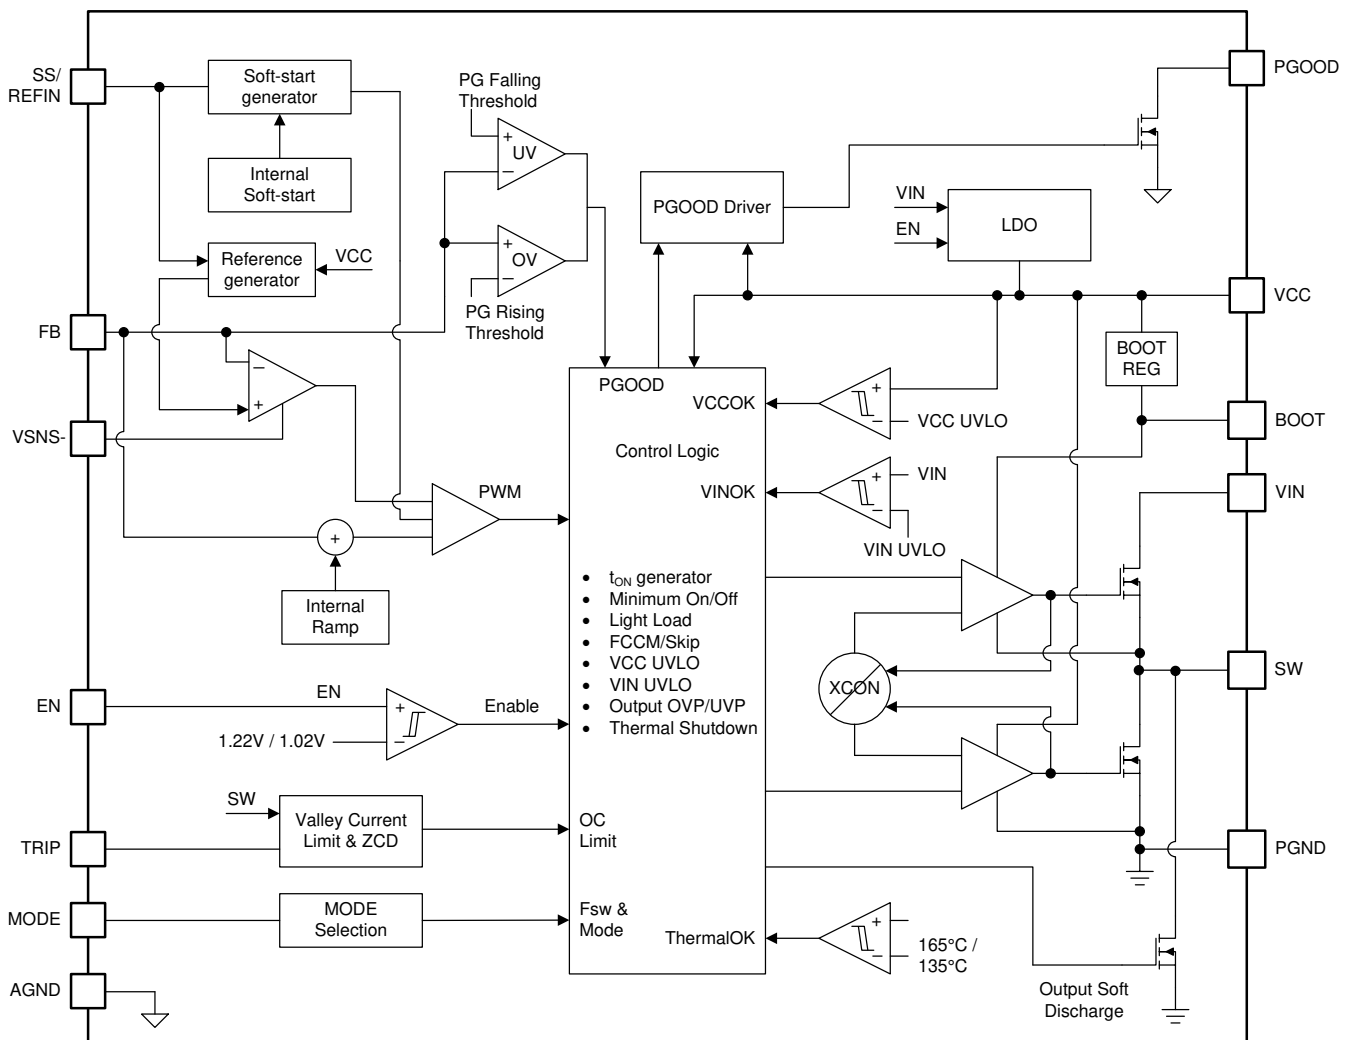 SS/
REFIN
Soft-start
generator
Internal
Soft-start
Reference
generator
VCC
PG Falling
Threshold
+
UV
−
+
OV
−
PG Rising
Threshold
PGOOD Driver
VIN
EN
LDO
PGOOD
VCC
BOOT
REG
BOOT
VIN
SW
PGND
FB
−
+
VSNS-
PWM
+
Internal
Ramp
EN
EN
+
−
1.22V / 1.02V
Enable
SW
TRIP
Valley Current
Limit & ZCD
MODE
MODE
Selection
AGND
PGOOD
VCCOK
Control Logic
VINOK
• tON generator
• Minimum On/Off
• Light Load
• FCCM/Skip
• VCC UVLO
• VIN UVLO
• Output OVP/UVP
• Thermal Shutdown
OC
Limit
Fsw &
Mode
ThermalOK
+
−
VCC UVLO
+
VIN
−
VIN UVLO
XCON
+
−
165°C /
135°C
Output Soft
Discharge